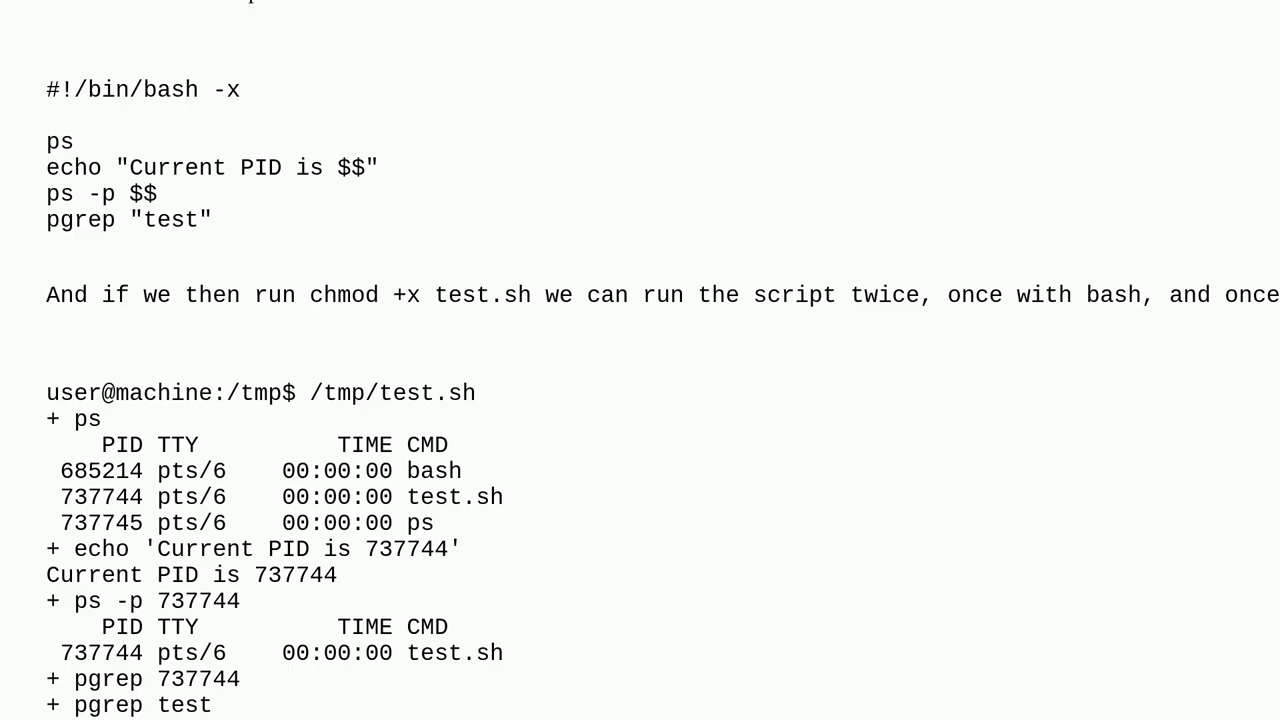 #!/bin/bash -x
ps
echo "Current PID is $$"
ps -p $$
pgrep "test"
And if we then run chmod +x test.sh we can run the script twice, once with bash, and once
user@machine:/tmp$ /tmp/test.sh
+ ps
    PID TTY          TIME CMD
 685214 pts/6    00:00:00 bash
 737744 pts/6    00:00:00 test.sh
 737745 pts/6    00:00:00 ps
+ echo 'Current PID is 737744'
Current PID is 737744
+ ps -p 737744
    PID TTY          TIME CMD
 737744 pts/6    00:00:00 test.sh
+ pgrep 737744
+ pgrep test